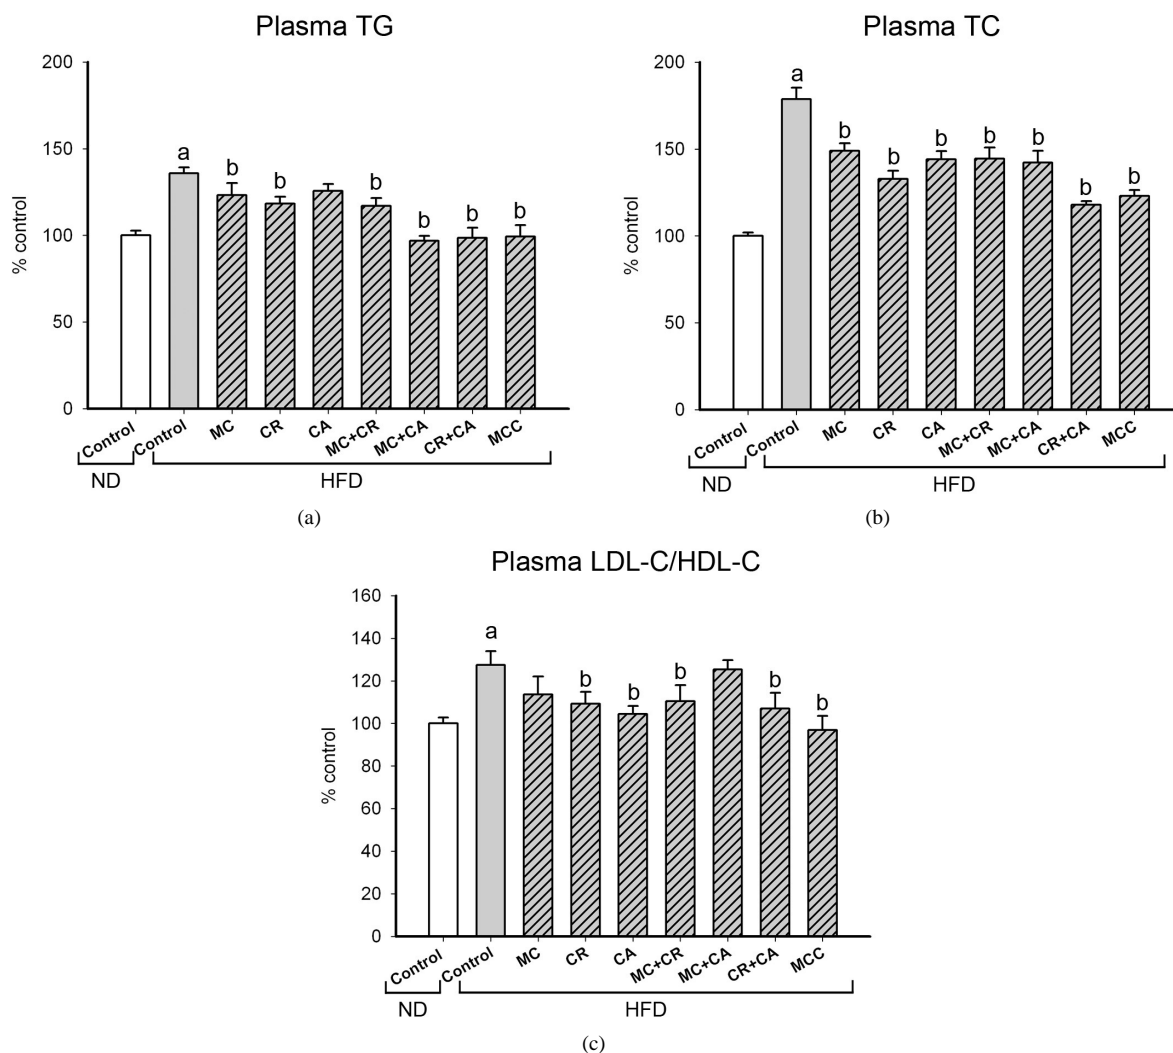 Plasma TG
200
150
100
50
0
% control
a
b
b
b
b
b
b
Control
Control
MC
CR
CA
MC+CR
MC+CA
CR+CA
MCC
ND
HFD
(a)
Plasma TC
200
150
100
50
0
% control
a
b
b
b
b
b
b
b
Control
Control
MC
CR
CA
MC+CR
MC+CA
CR+CA
MCC
ND
HFD
(b)
Plasma LDL-C/HDL-C
160
140
120
100
80
60
40
20
0
% control
a
b
b
b
b
b
Control
Control
MC
CR
CA
MC+CR
MC+CA
CR+CA
MCC
ND
HFD
(c)